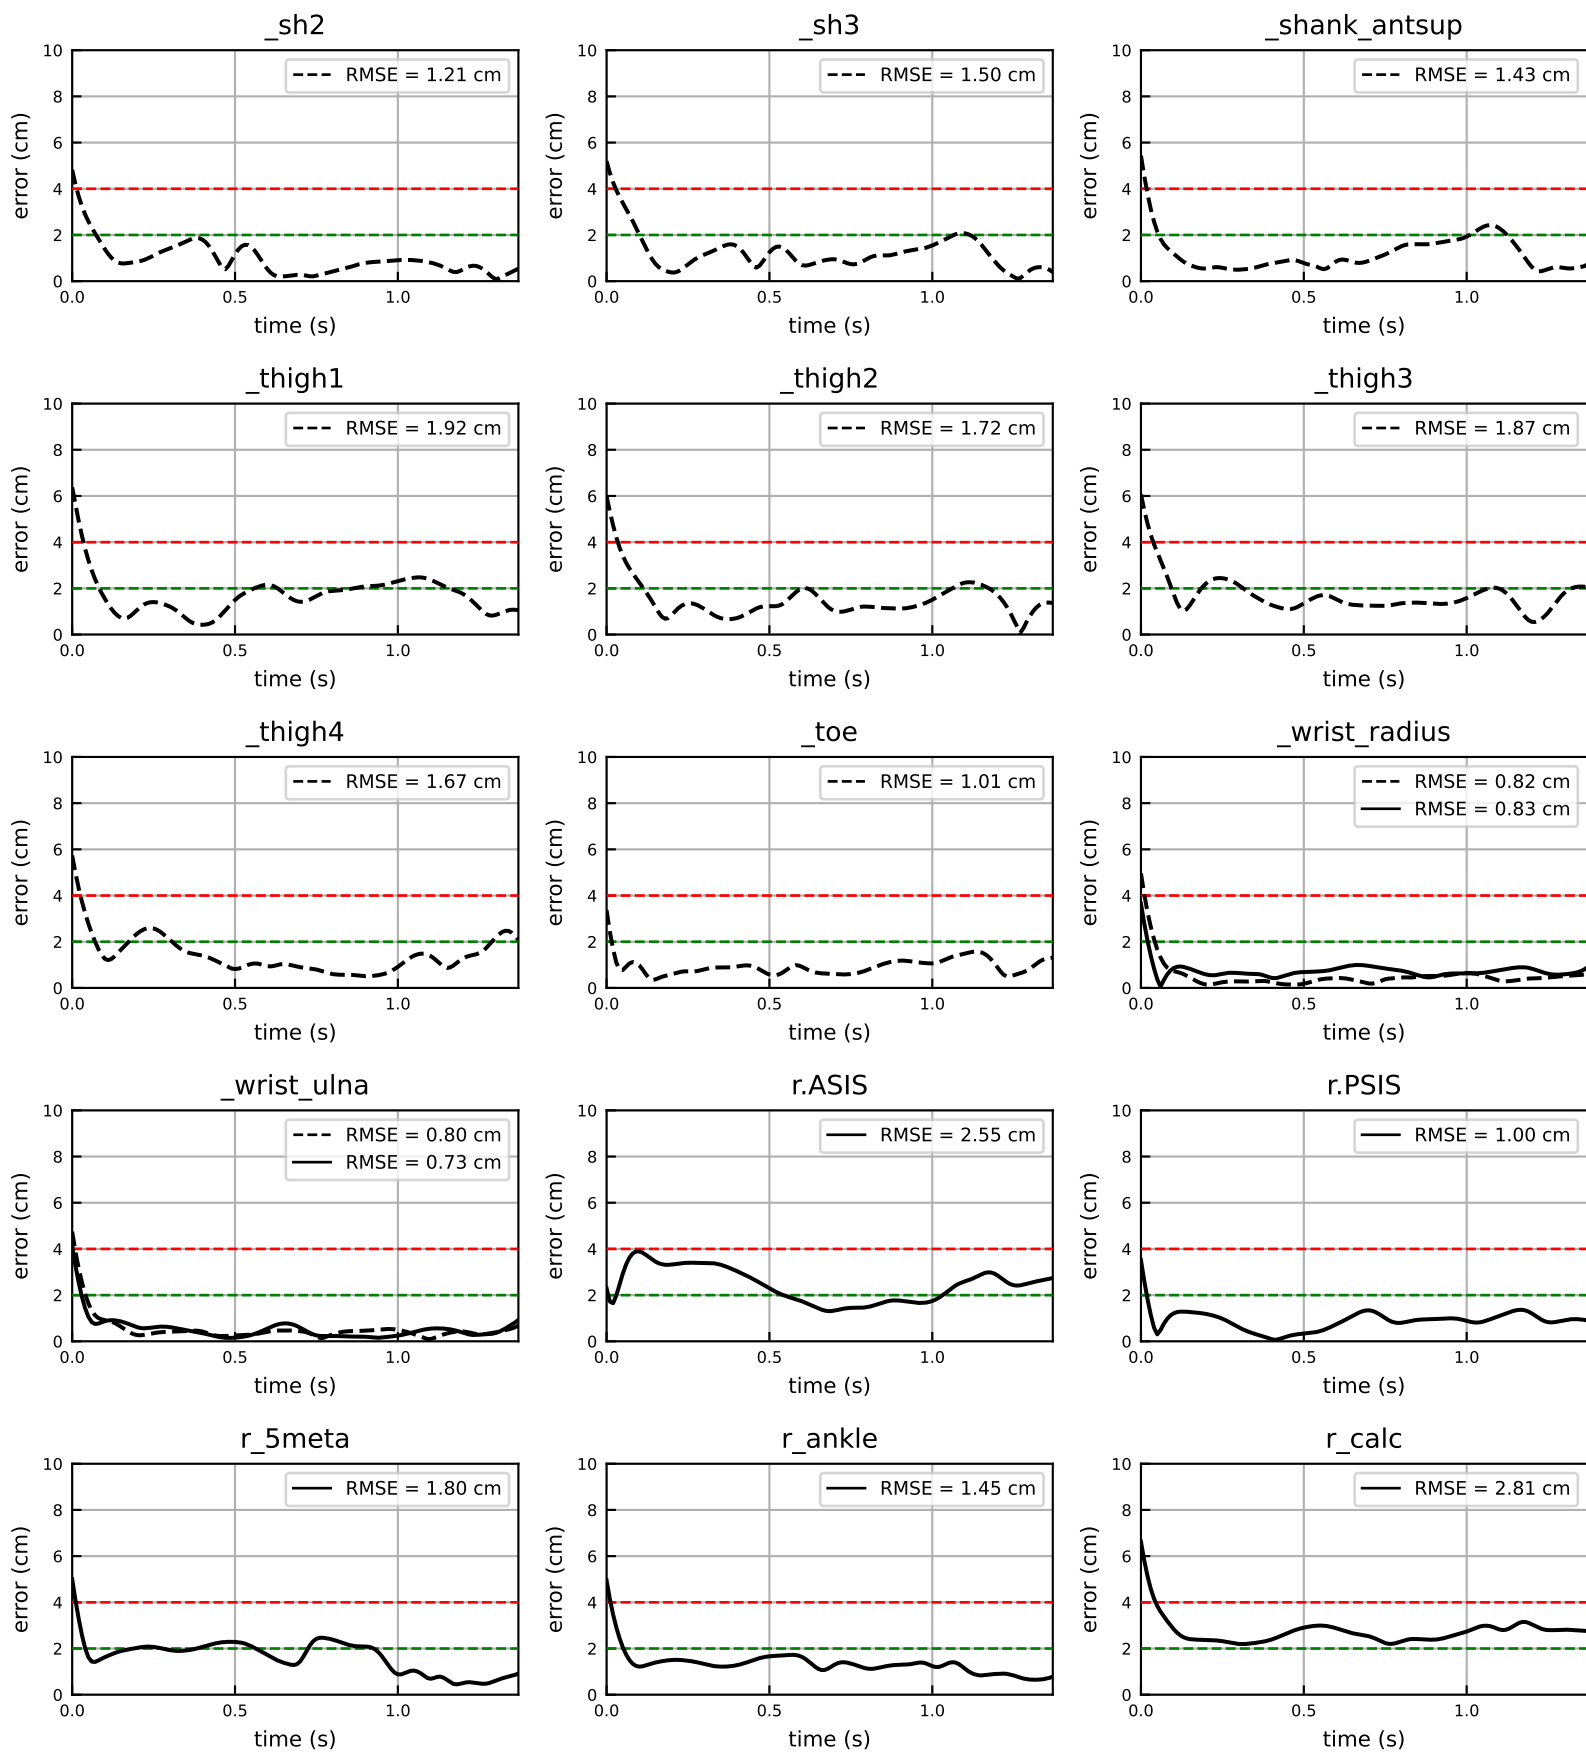 _sh2
10
8
6
4
2
0
error (cm)
RMSE = 1.21 cm
0.0 0.5 1.0
time (s)
_sh3
10
8
6
4
2
0
error (cm)
RMSE = 1.50 cm
0.0 0.5 1.0
time (s)
_shank_antsup
10
8
6
4
2
0
error (cm)
RMSE = 1.43 cm
0.0 0.5 1.0
time (s)
_thigh1
10
8
6
4
2
0
error (cm)
RMSE = 1.92 cm
0.0 0.5 1.0
time (s)
_thigh2
10
8
6
4
2
0
error (cm)
RMSE = 1.72 cm
0.0 0.5 1.0
time (s)
_thigh3
10
8
6
4
2
0
error (cm)
RMSE = 1.87 cm
0.0 0.5 1.0
time (s)
_thigh4
10
8
6
4
2
0
error (cm)
RMSE = 1.67 cm
0.0 0.5 1.0
time (s)
_toe
10
8
6
4
2
0
error (cm)
RMSE = 1.01 cm
0.0 0.5 1.0
time (s)
_wrist_radius
10
8
6
4
2
0
error (cm)
RMSE = 0.82 cm
RMSE = 0.83 cm
0.0 0.5 1.0
time (s)
_wrist_ulna
10
8
6
4
2
0
error (cm)
RMSE = 0.80 cm
RMSE = 0.73 cm
0.0 0.5 1.0
time (s)
r.ASIS
10
8
6
4
2
0
error (cm)
RMSE = 2.55 cm
0.0 0.5 1.0
time (s)
r.PSIS
10
8
6
4
2
0
error (cm)
RMSE = 1.00 cm
0.0 0.5 1.0
time (s)
r_5meta
10
8
6
4
2
0
error (cm)
RMSE = 1.80 cm
0.0 0.5 1.0
time (s)
r_ankle
10
8
6
4
2
0
error (cm)
RMSE = 1.45 cm
0.0 0.5 1.0
time (s)
r_calc
10
8
6
4
2
0
error (cm)
RMSE = 2.81 cm
0.0 0.5 1.0
time (s)